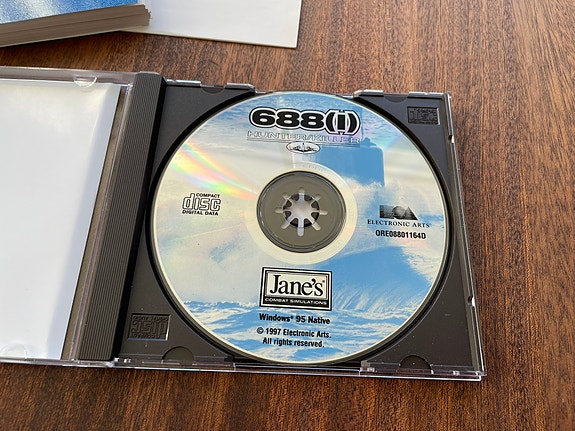 688(I)
HUNTER/KILLER
COMPACT
disc
DIGITAL DATA
EA
ELECTRONIC ARTS
ORE08801164D
Jane's
COMBAT SIMULATIONS
Windows® 95 Native
© 1997 Electronic Arts.
All rights reserved.